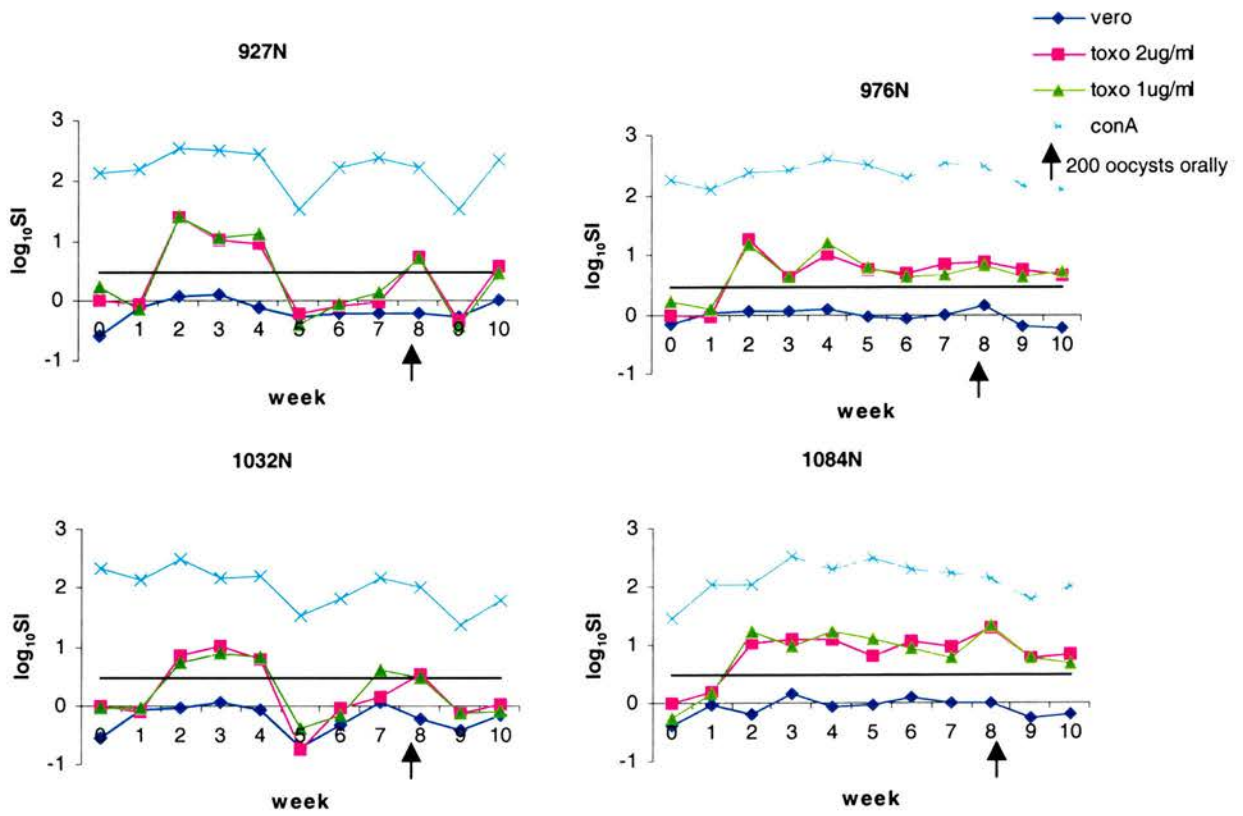 927N
3
2
1
0
-1
log₁₀SI
0 1 2 3 4 5 6 7 8 9 10
week
976N
3
2
1
0
-1
log₁₀SI
0 1 2 3 4 5 6 7 8 9 10
week
vero
toxo 2ug/ml
toxo 1ug/ml
conA
200 oocysts orally
1032N
3
2
1
0
-1
log₁₀SI
0 1 2 3 4 5 6 7 8 9 10
week
1084N
3
2
1
0
-1
log₁₀SI
0 1 2 3 4 5 6 7 8 9 10
week